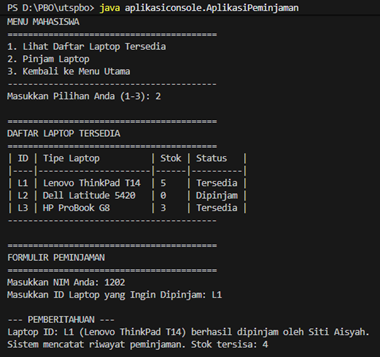 PS D:\PBO\utspbo> java aplikasiconsole.AplikasiPeminjaman
MENU MAHASISWA
========================================
1. Lihat Daftar Laptop Tersedia
2. Pinjam Laptop
3. Kembali ke Menu Utama
----------------------------------------
Masukkan Pilihan Anda (1-3): 2

========================================
DAFTAR LAPTOP TERSEDIA
========================================
| ID | Tipe Laptop          | Stok | Status   |
|----|----------------------|------|----------|
| L1 | Lenovo ThinkPad T14  | 5    | Tersedia |
| L2 | Dell Latitude 5420   | 0    | Dipinjam |
| L3 | HP ProBook G8        | 3    | Tersedia |
----------------------------------------

========================================
FORMULIR PEMINJAMAN
========================================
Masukkan NIM Anda: 1202
Masukkan ID Laptop yang Ingin Dipinjam: L1

--- PEMBERITAHUAN ---
Laptop ID: L1 (Lenovo ThinkPad T14) berhasil dipinjam oleh Siti Aisyah.
Sistem mencatat riwayat peminjaman. Stok tersisa: 4